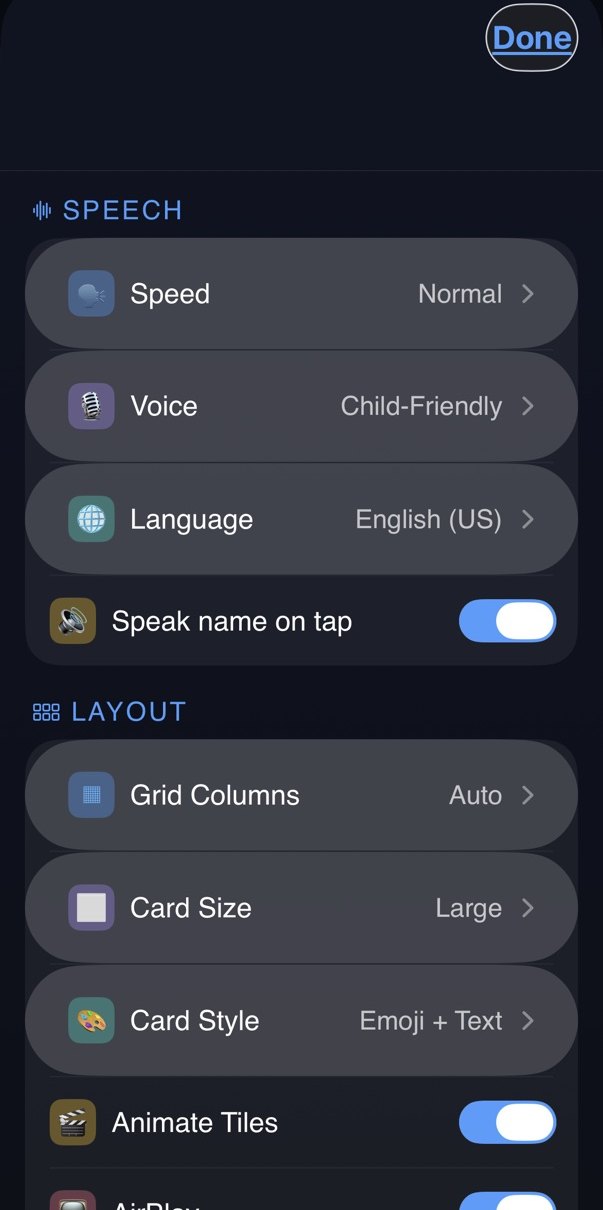 Done
SPEECH
Speed Normal
Voice Child-Friendly
Language English (US)
Speak name on tap
LAYOUT
Grid Columns Auto
Card Size Large
Card Style Emoji + Text
Animate Tiles
AirPlay